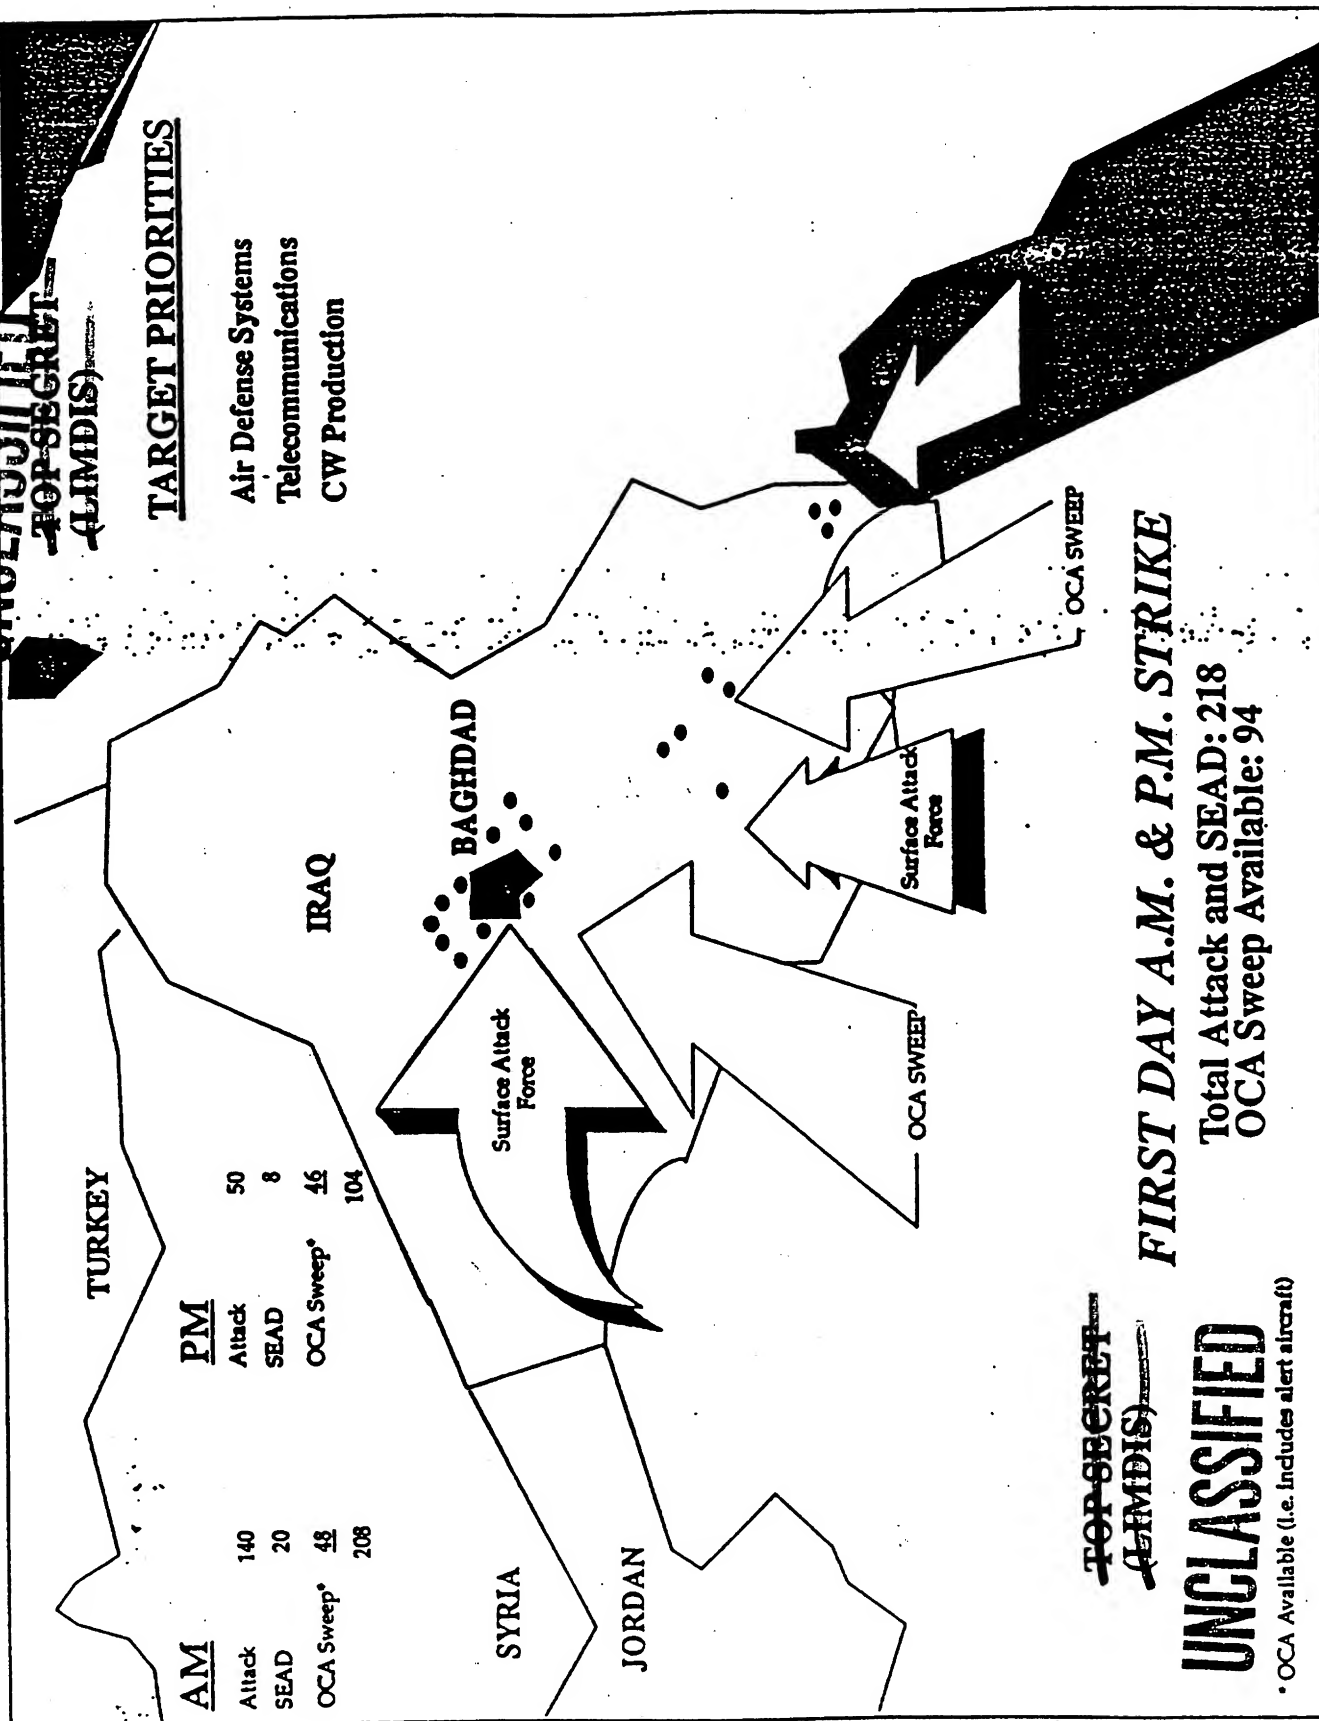 UNCLASSIFIED
TOP SECRET
(LIMDIS)
TARGET PRIORITIES
Air Defense Systems
Telecommunications
CW Production
TURKEY
AM
Attack 140
SEAD 20
OCA Sweep* 48
208
PM
Attack 50
SEAD 8
OCA Sweep* 46
104
IRAQ
BAGHDAD
SYRIA
JORDAN
Surface Attack
Force
Surface Attack
Force
OCA SWEEP
OCA SWEEP
TOP SECRET
(LIMDIS)
FIRST DAY A.M. & P.M. STRIKE
Total Attack and SEAD: 218
OCA Sweep Available: 94
UNCLASSIFIED
* OCA Available (I.e. includes alert aircraft)